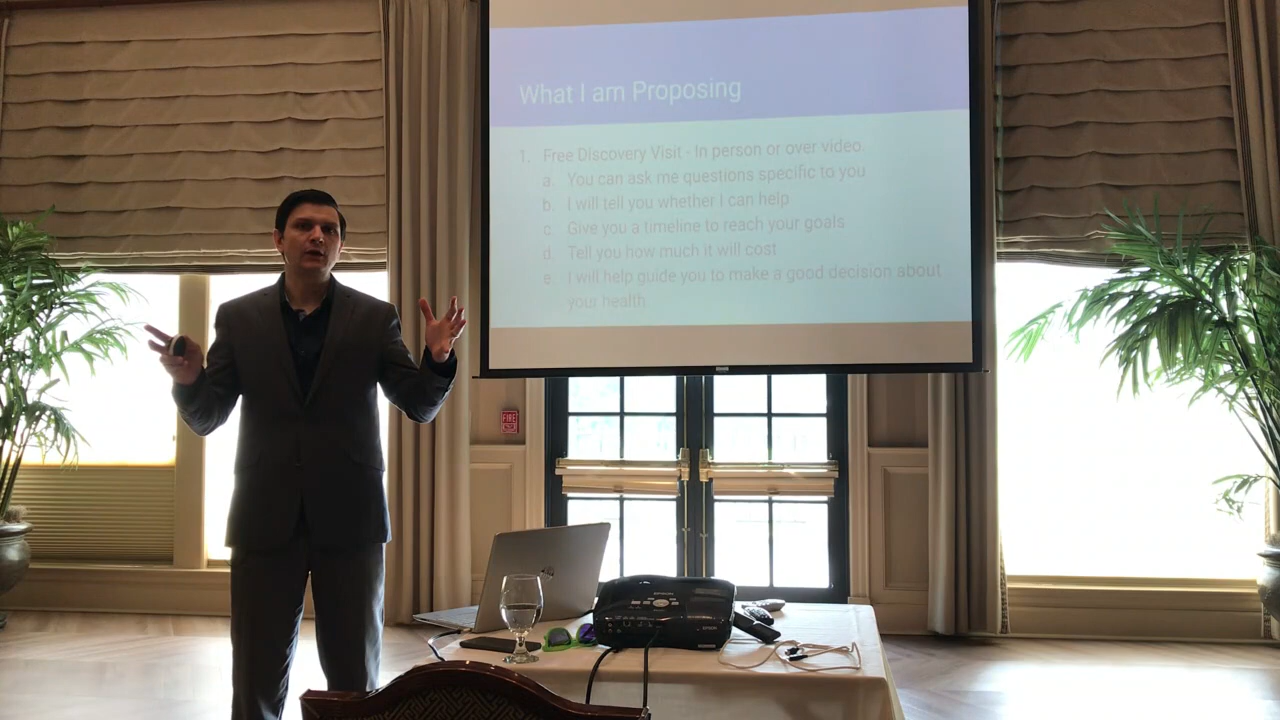 What I am Proposing
1. Free Discovery Visit - In person or over video.
a. You can ask me questions specific to you
b. I will tell you whether I can help
c. Give you a timeline to reach your goals
d. Tell you how much it will cost
e. I will help guide you to make a good decision about
your health
FIRE
EPSON
EPSON